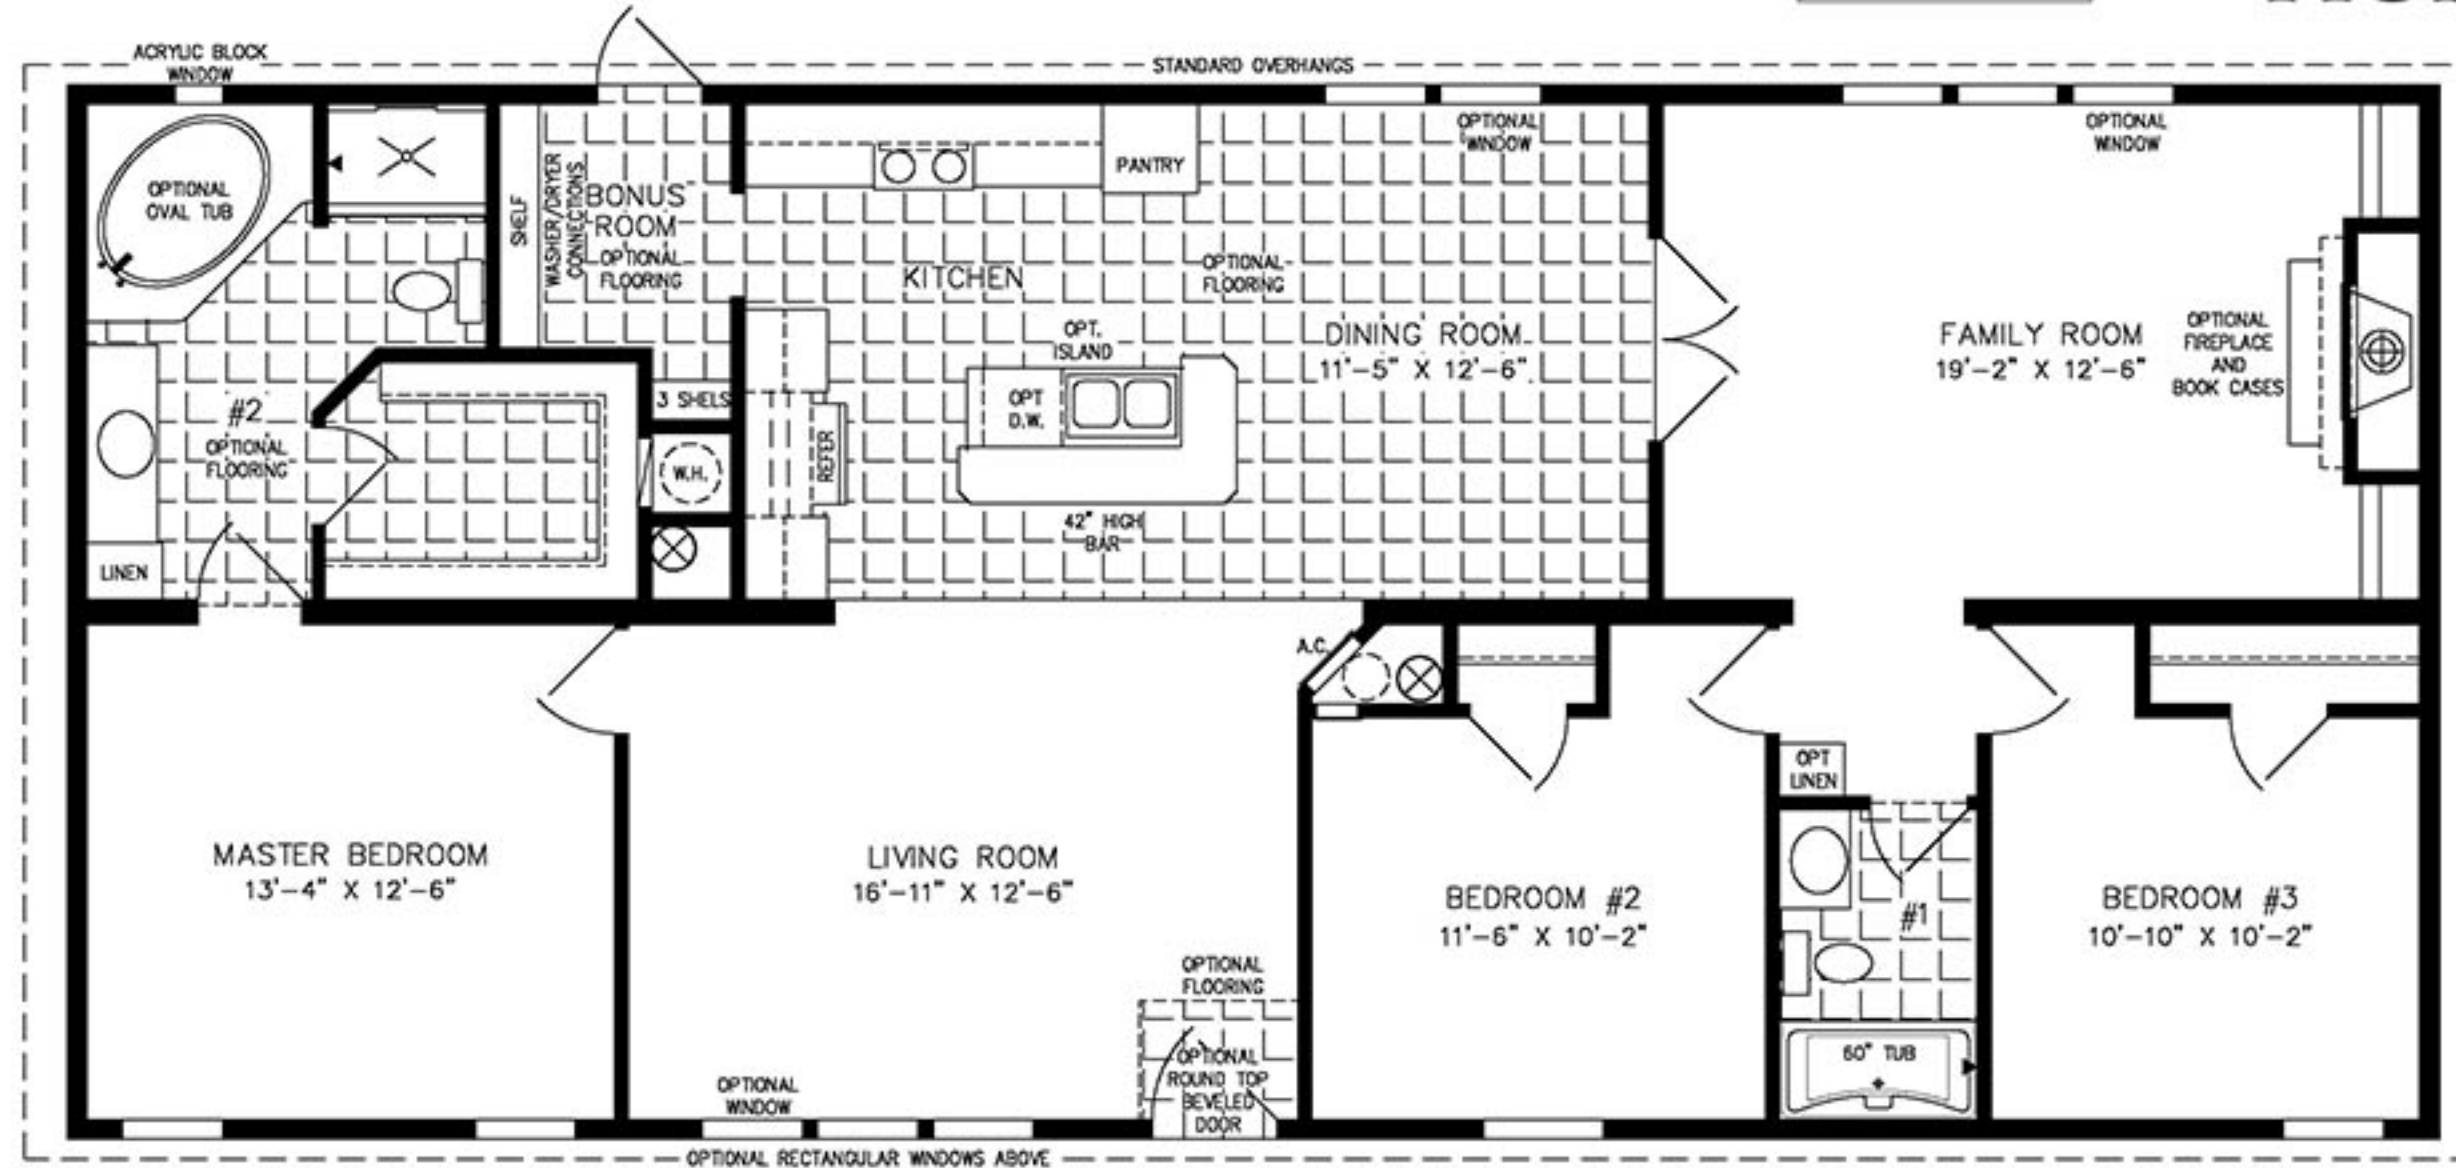 ACRYLIC BLOCK
WINDOW
STANDARD OVERHANGS
OPTIONAL
OVAL TUB
SHELF
WASHER/DRYER
CONNECTIONS
BONUS
ROOM
OPTIONAL
FLOORING
PANTRY
KITCHEN
OPTIONAL
FLOORING
OPTIONAL
WINDOW
OPTIONAL
WINDOW
OPT.
ISLAND
OPT
D.W.
DINING ROOM
11'-5" X 12'-6"
FAMILY ROOM
19'-2" X 12'-6"
OPTIONAL
FIREPLACE
AND
BOOK CASES
#2
OPTIONAL
FLOORING
3 SHELS
W.H.
REFER
42" HIGH
BAR
LINEN
A.C.
OPT
LINEN
MASTER BEDROOM
13'-4" X 12'-6"
LIVING ROOM
16'-11" X 12'-6"
BEDROOM #2
11'-6" X 10'-2"
#1
BEDROOM #3
10'-10" X 10'-2"
OPTIONAL
FLOORING
OPTIONAL
ROUND TOP
BEVELED
DOOR
60" TUB
OPTIONAL
WINDOW
OPTIONAL RECTANGULAR WINDOWS ABOVE